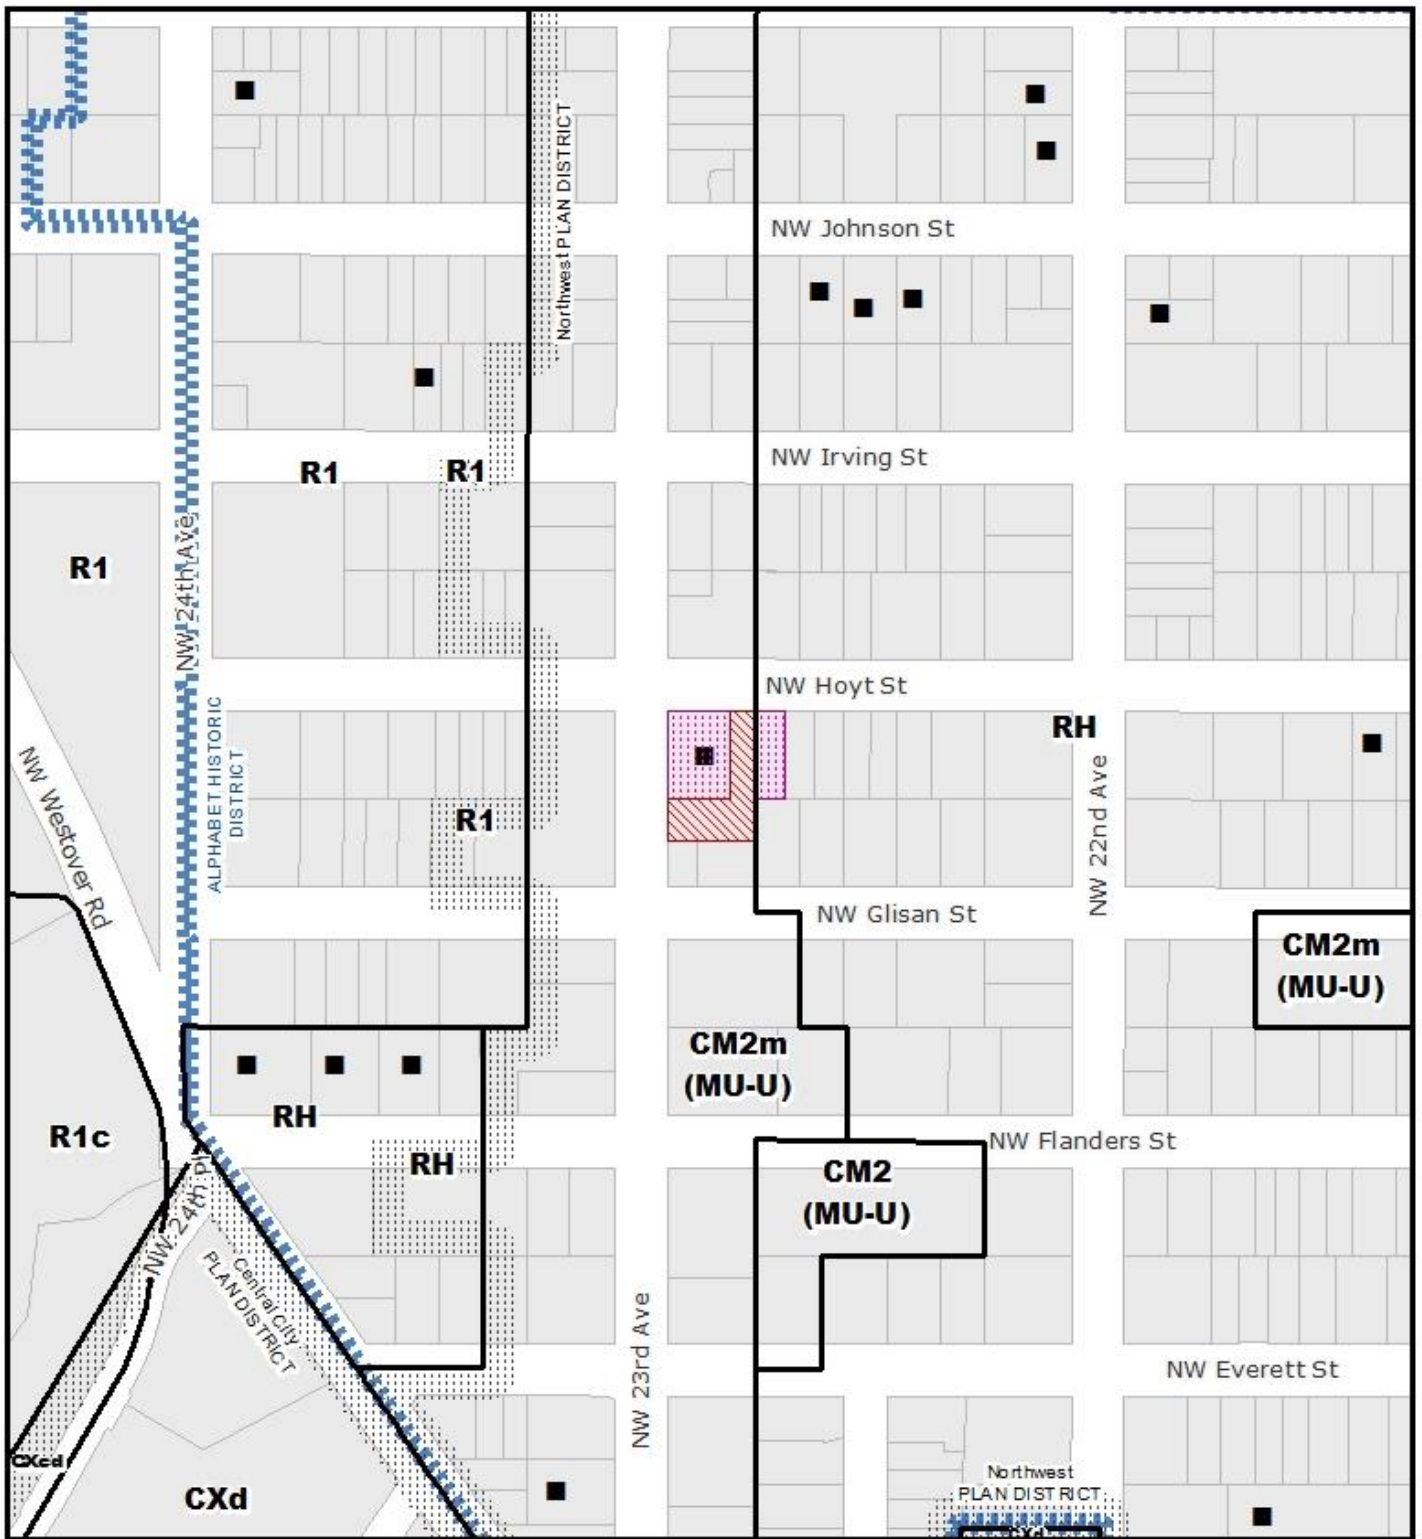 Northwest PLAN DISTRICT
NW Johnson St
NW Irving St
R1
R1
R1
NW 24th Ave
NW Hoyt St
RH
ALPHABET HISTORIC
DISTRICT
NW Westover Rd
R1
NW 22nd Ave
NW Glisan St
CM2m
(MU-U)
CM2m
(MU-U)
RH
R1c
NW Flanders St
RH
CM2
(MU-U)
NW 24th Pl
Central City
PLAN DISTRICT
NW 23rd Ave
NW Everett St
CXcd
CXd
Northwest
PLAN DISTRICT
CXd